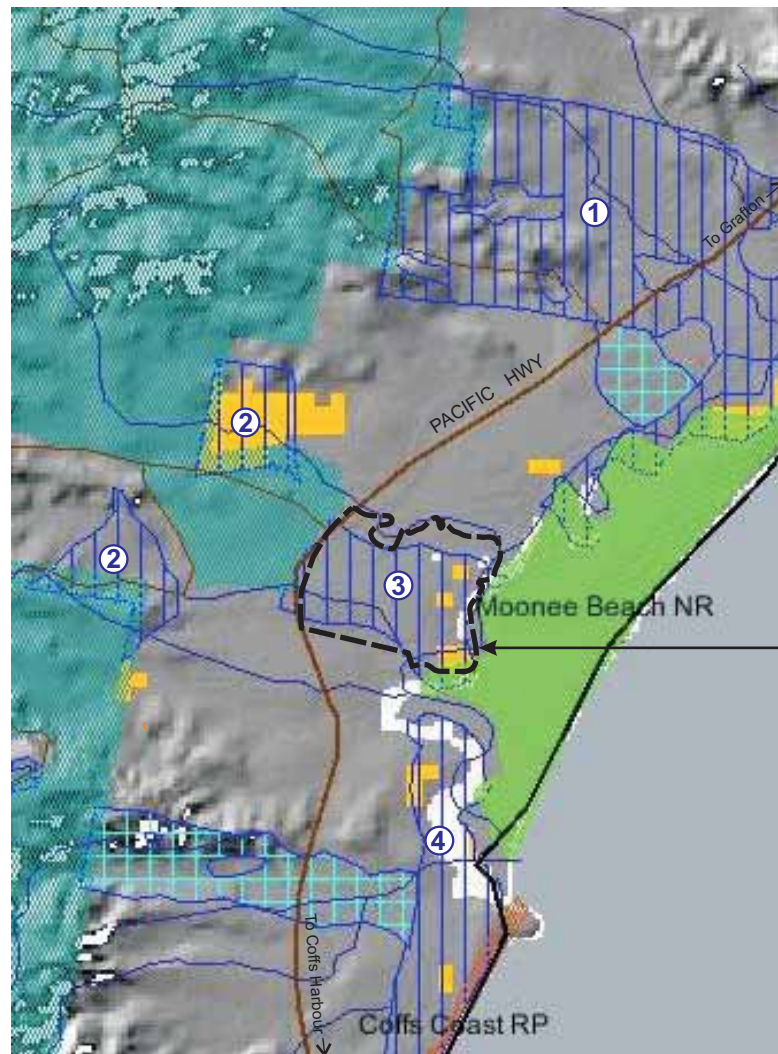 1
To Grafton →
PACIFIC HWY
2
2
3
Moonee Beach NR
4
To Coffs Harbour →
Coffs Coast RP